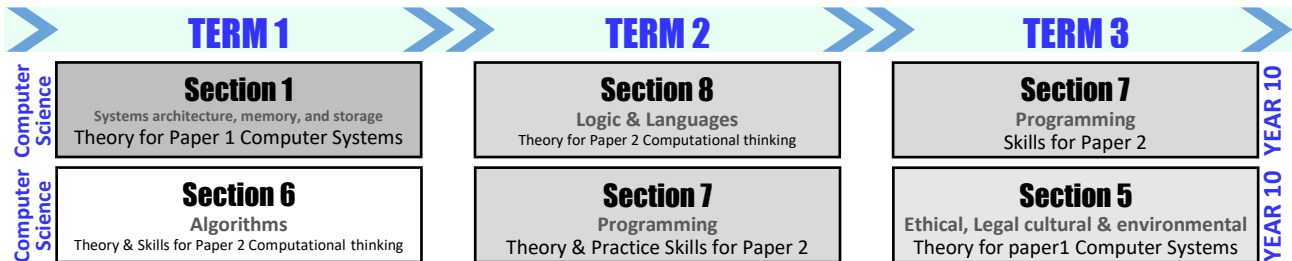 TERM 1
TERM 2
TERM 3
Computer
Science
Section 1
Systems architecture, memory, and storage
Theory for Paper 1 Computer Systems
Section 8
Logic & Languages
Theory for Paper 2 Computational thinking
Section 7
Programming
Skills for Paper 2
YEAR 10
Computer
Science
Section 6
Algorithms
Theory & Skills for Paper 2 Computational thinking
Section 7
Programming
Theory & Practice Skills for Paper 2
Section 5
Ethical, Legal cultural & environmental
Theory for paper1 Computer Systems
YEAR 10